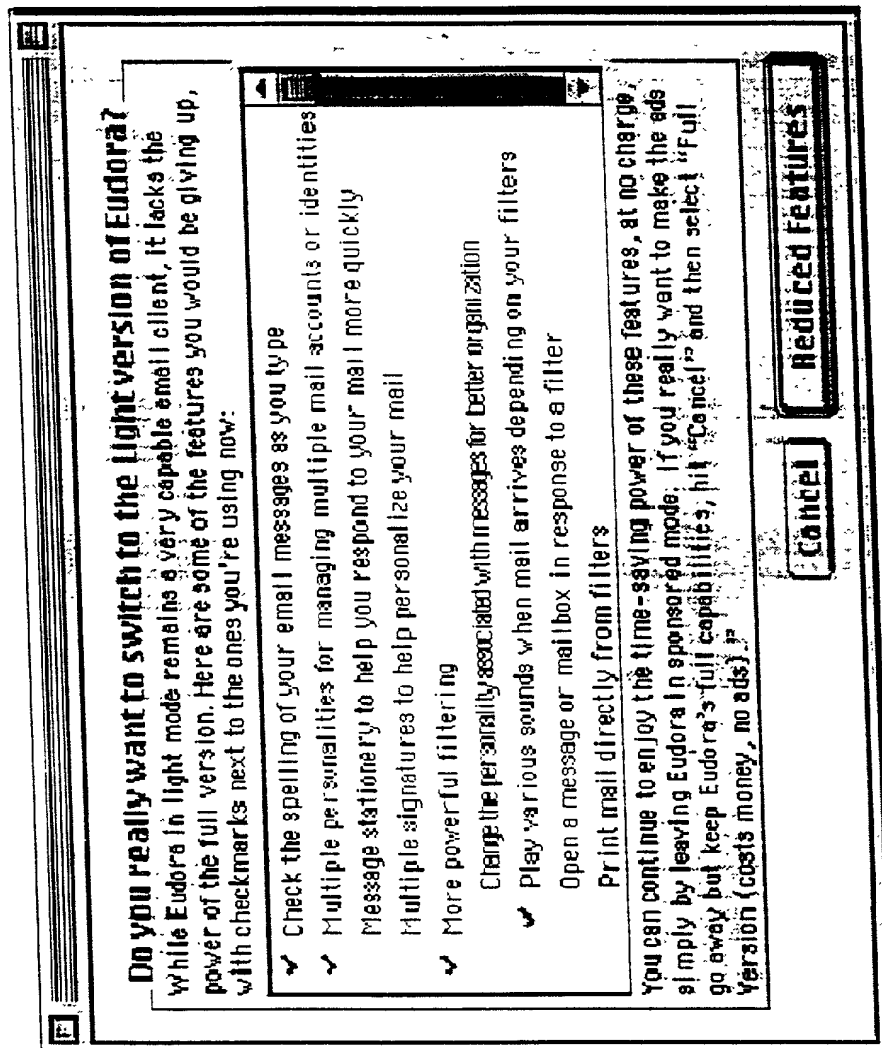 Do you really want to switch to the Light version of Eudora?
While Eudora in light mode remains a very capable email client, it lacks the
power of the full version. Here are some of the features you would be giving up,
with checkmarks next to the ones you're using now:
✓ Check the spelling of your email messages as you type
✓ Multiple personalities for managing multiple mail accounts or identities
Message stationery to help you respond to your mail more quickly
Multiple signatures to help personalize your mail
✓ More powerful filtering
Change the personality associated with messages for better organization
✓ Play various sounds when mail arrives depending on your filters
Open a message or mailbox in response to a filter
Print mail directly from filters
You can continue to enjoy the time-saving power of these features, at no charge,
simply by leaving Eudora in sponsored mode. If you really want to make the ads
go away but keep Eudora's full capabilities, hit "Cancel" and then select "Full
Version (costs money, no ads)."
Cancel
Reduced Features